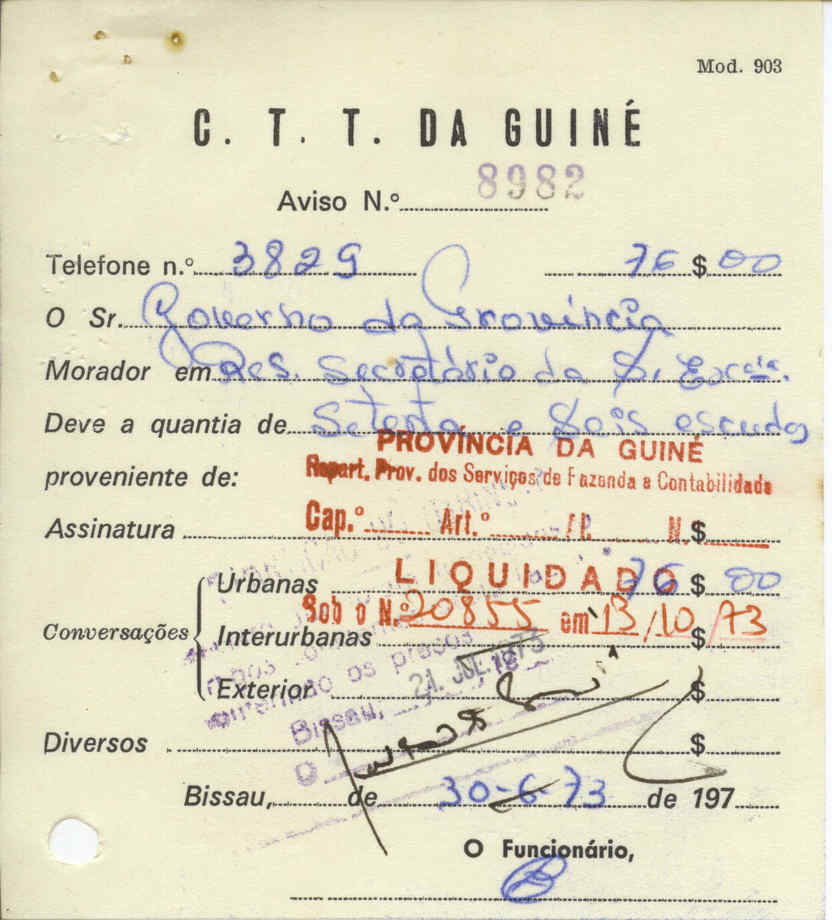 Mod. 903
C. T. T. DA GUINÉ
Aviso N.º 8982
Telefone n.º 3829 76 $ 00
O Sr. Governo da Província
Morador em Res. Secretário da S. Excia.
Deve a quantia de Setenta e Seis escudos
PROVÍNCIA DA GUINÉ
proveniente de:
Repart. Prov. dos Serviços de Fazenda e Contabilidade
Assinatura $
Cap.º Art.º N.
Urbanas 76 $ 00
LIQUIDADO
Sob o N.º 20855 em 13/10/73
Conversações
Interurbanas $
os preços
21. JUL. 1973
Exterior $
Bissau,
Diversos $
O
Bissau, de 30-6-73 de 197
O Funcionário,